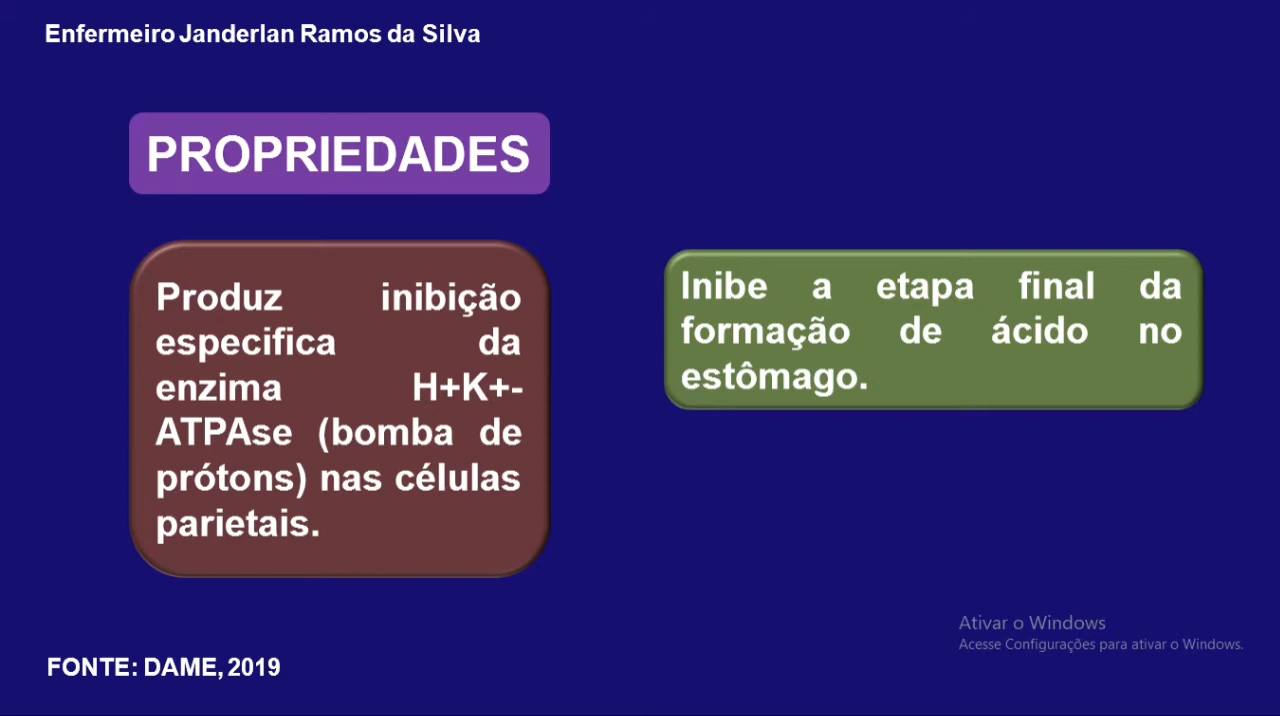 Enfermeiro Janderlan Ramos da Silva
PROPRIEDADES
Produz inibição
especifica da
enzima H+K+-
ATPAse (bomba de
prótons) nas células
parietais.
Inibe a etapa final da
formação de ácido no
estômago.
Ativar o Windows
Acesse Configurações para ativar o Windows.
FONTE: DAME, 2019